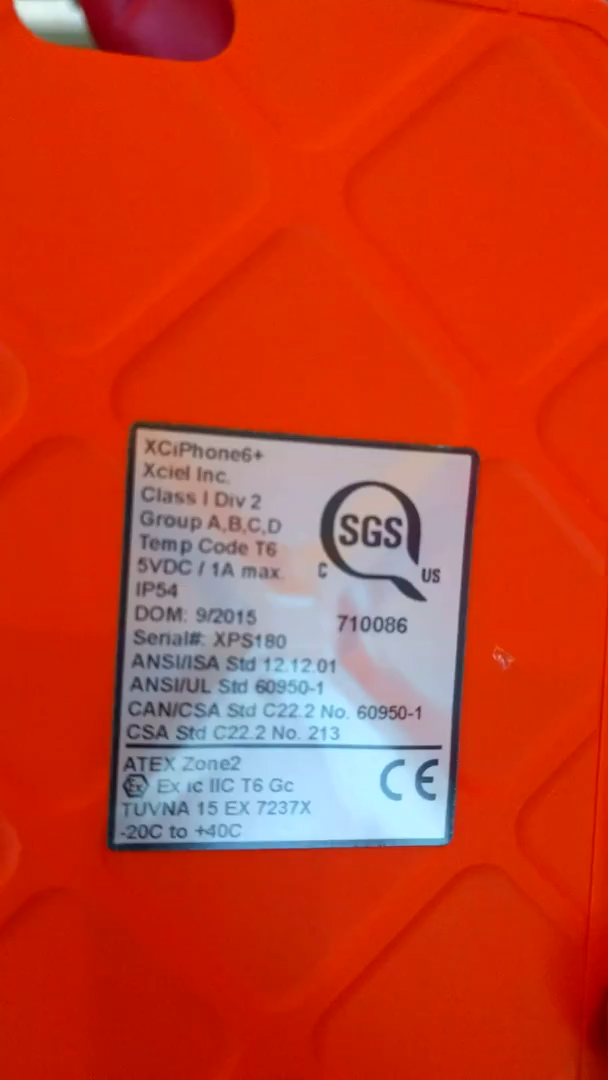 XCiPhone6+
Xciel Inc.
Class I Div 2
Group A,B,C,D
Temp Code T6
5VDC / 1A max.
IP54
DOM: 9/2015
Serial#: XPS180
SGS
C US
710086
ANSI/ISA Std 12.12.01
ANSI/UL Std 60950-1
CAN/CSA Std C22.2 No. 60950-1
CSA Std C22.2 No. 213
ATEX Zone2
CE
Ex Ex ic IIC T6 Gc
TUVNA 15 EX 7237X
-20C to +40C